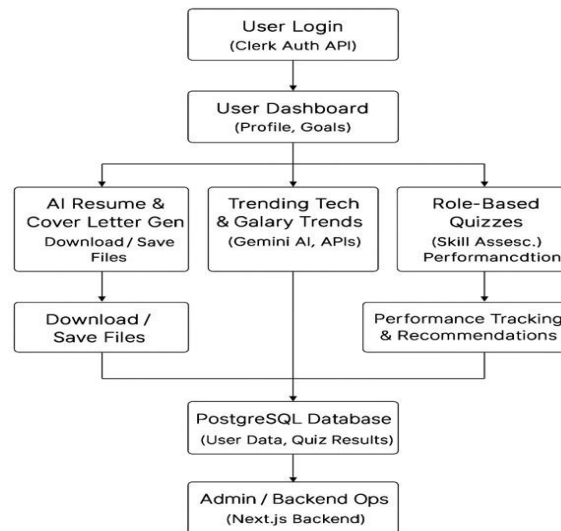 User Login
(Clerk Auth API)
User Dashboard
(Profile, Goals)
AI Resume &
Cover Letter Gen
Download / Save
Files
Trending Tech
& Galary Trends
(Gemini AI, APIs)
Role-Based
Quizzes
(Skill Assesc.)
Performancdtion
Download /
Save Files
Performance Tracking
& Recommendations
PostgreSQL Database
(User Data, Quiz Results)
Admin / Backend Ops
(Next.js Backend)